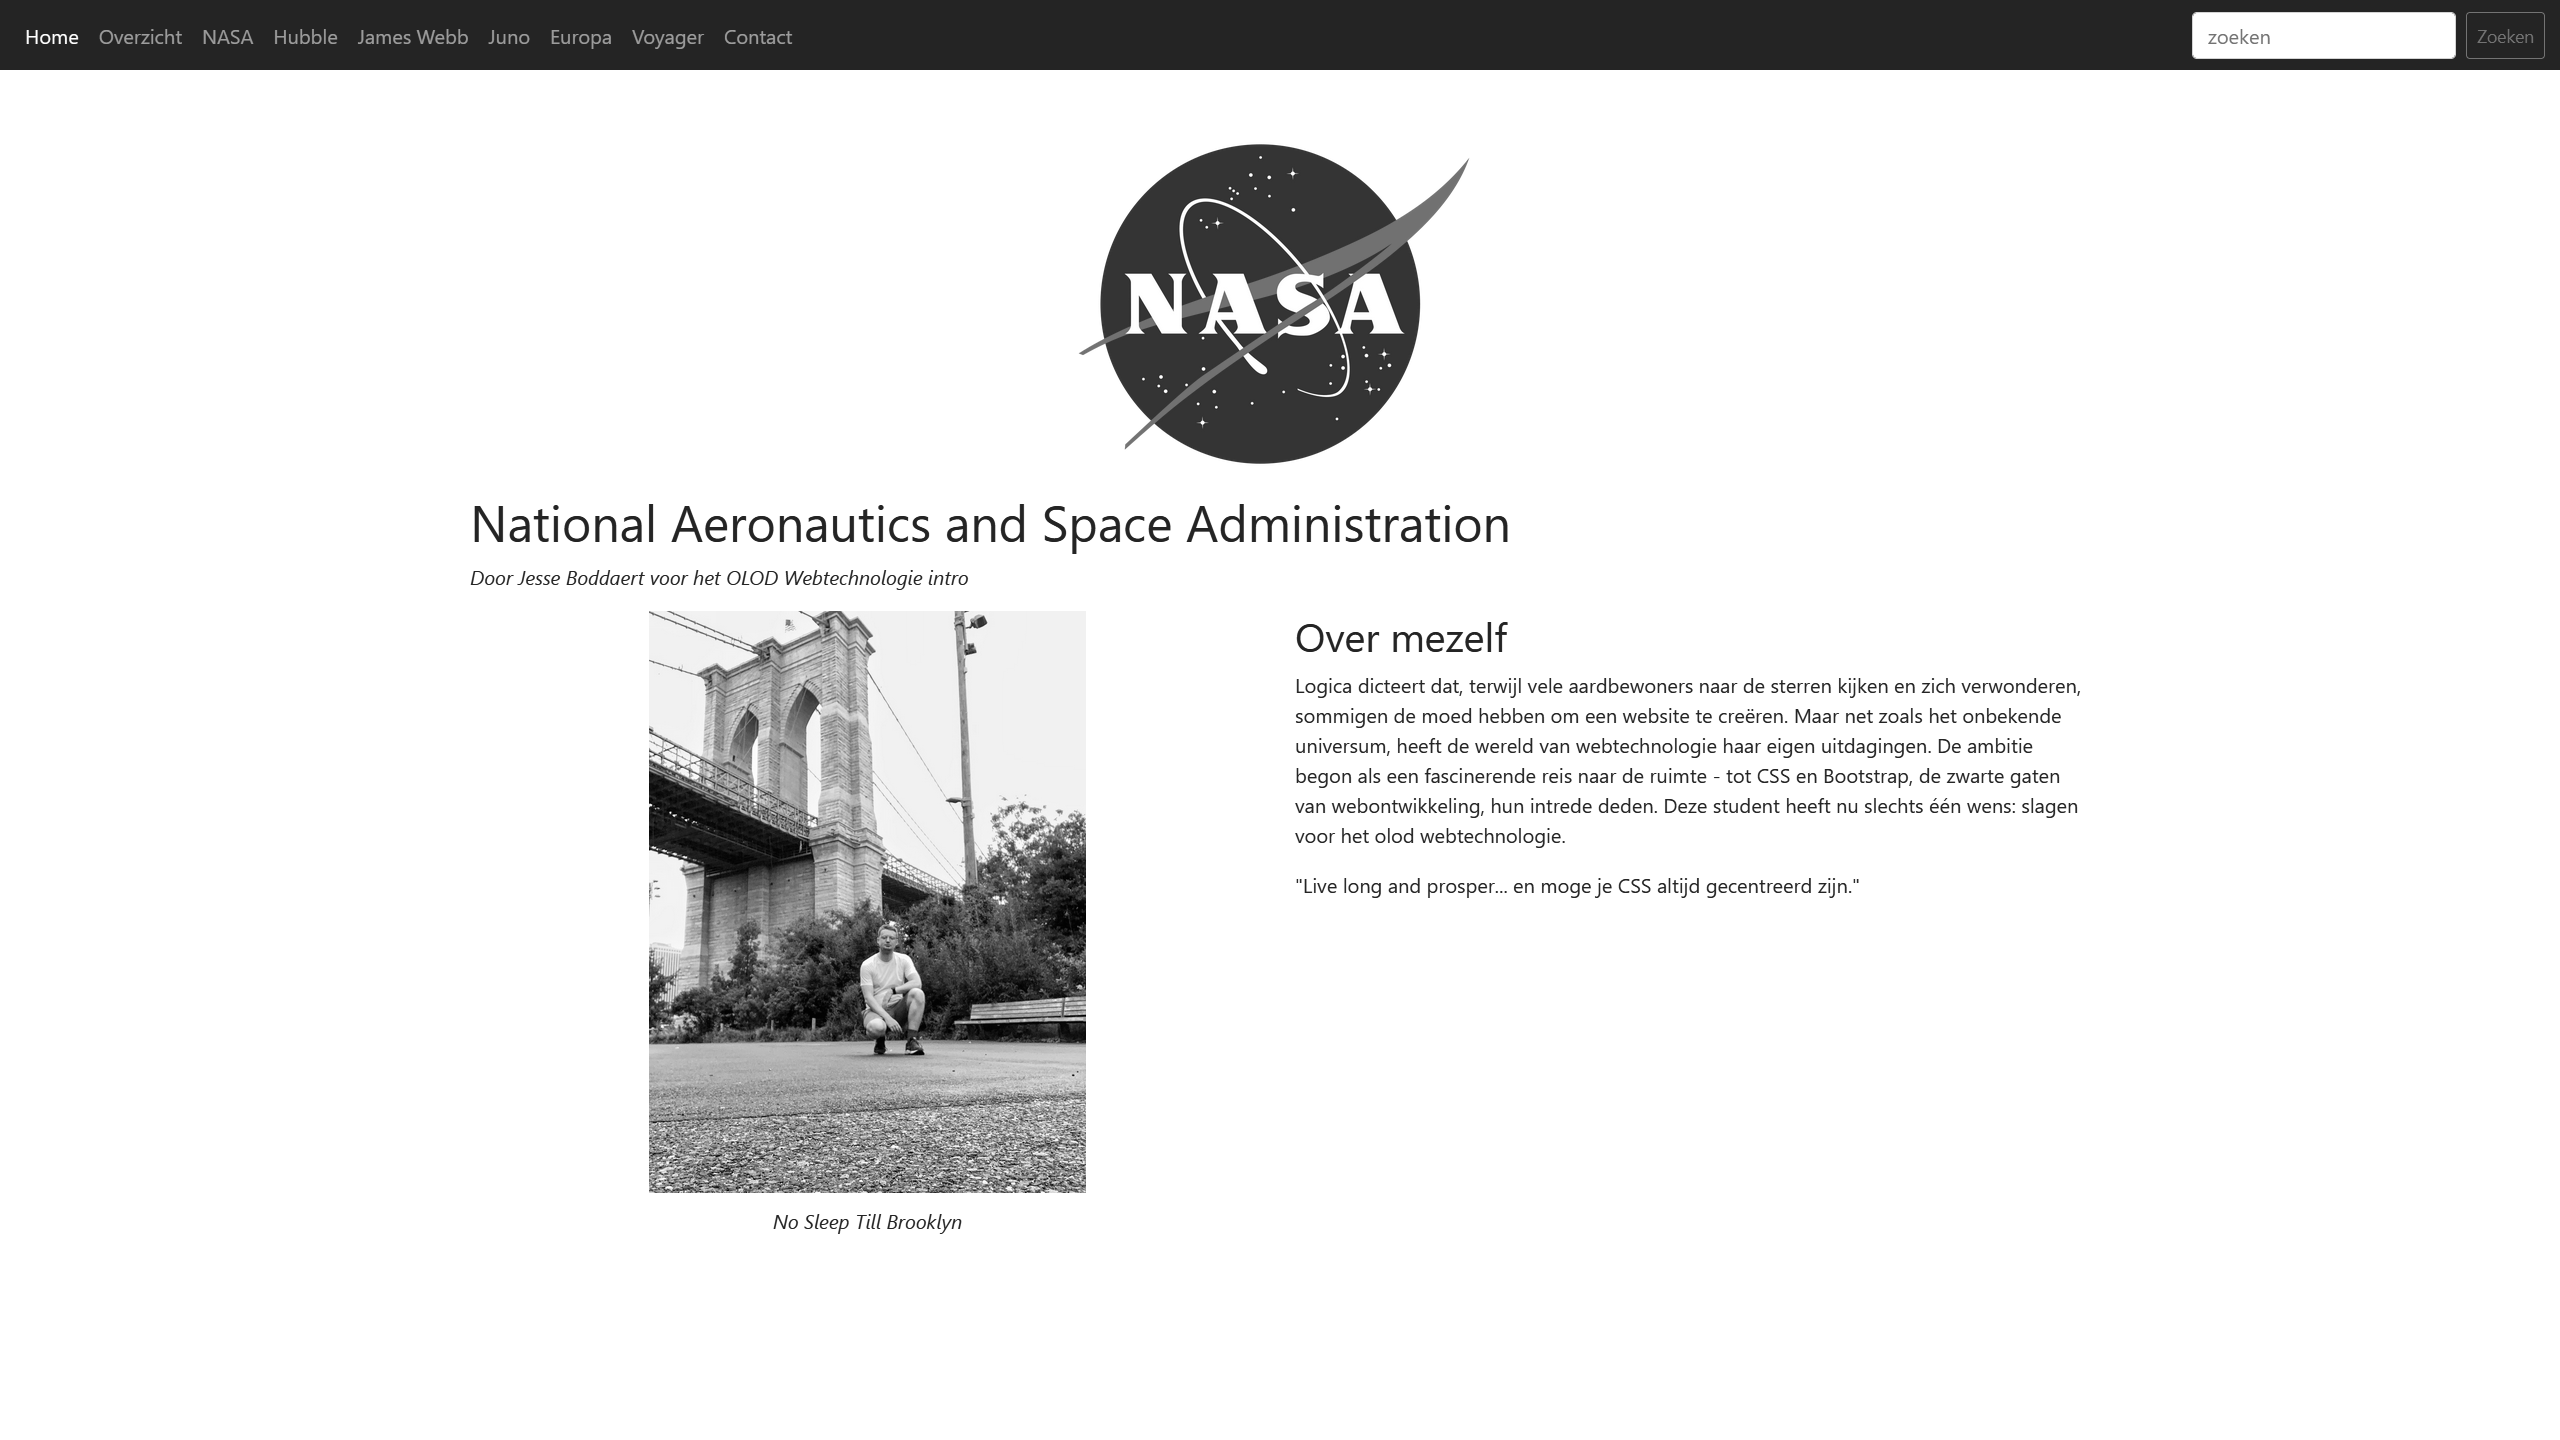 Home Overzicht NASA Hubble James Webb Juno Europa Voyager Contact zoeken Zoeken
NASA
National Aeronautics and Space Administration
Door Jesse Boddaert voor het OLOD Webtechnologie intro
Over mezelf
Logica dicteert dat, terwijl vele aardbewoners naar de sterren kijken en zich verwonderen,
sommigen de moed hebben om een website te creëren. Maar net zoals het onbekende
universum, heeft de wereld van webtechnologie haar eigen uitdagingen. De ambitie
begon als een fascinerende reis naar de ruimte - tot CSS en Bootstrap, de zwarte gaten
van webontwikkeling, hun intrede deden. Deze student heeft nu slechts één wens: slagen
voor het olod webtechnologie.
"Live long and prosper... en moge je CSS altijd gecentreerd zijn."
No Sleep Till Brooklyn